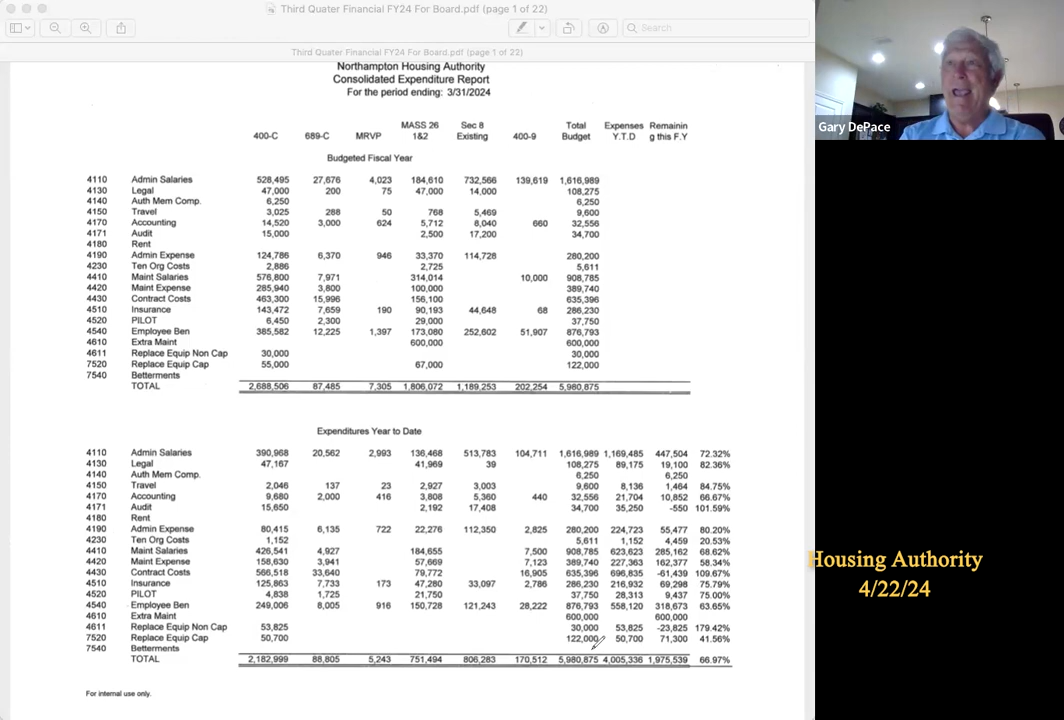 Third Quater Financial FY24 For Board.pdf (page 1 of 22)
Search
Third Quater Financial FY24 For Board.pdf (page 1 of 22)
Northampton Housing Authority
Consolidated Expenditure Report
For the period ending: 3/31/2024
400-C 689-C MRVP MASS 26 1&2 Sec 8 Existing 400-9 Total Budget Expenses Y.T.D Remainin g this F.Y
Budgeted Fiscal Year
4110 Admin Salaries 528,495 27,676 4,023 184,610 732,566 139,619 1,616,989
4130 Legal 47,000 200 75 47,000 14,000 108,275
4140 Auth Mem Comp. 6,250 6,250
4150 Travel 3,025 288 50 768 5,469 9,600
4170 Accounting 14,520 3,000 624 5,712 8,040 660 32,556
4171 Audit 15,000 2,500 17,200 34,700
4180 Rent
4190 Admin Expense 124,786 6,370 946 33,370 114,728 280,200
4230 Ten Org Costs 2,886 2,725 5,611
4410 Maint Salaries 576,800 7,971 314,014 10,000 908,785
4420 Maint Expense 285,940 3,800 100,000 389,740
4430 Contract Costs 463,300 15,996 156,100 635,396
4510 Insurance 143,472 7,659 190 90,193 44,648 68 286,230
4520 PILOT 6,450 2,300 29,000 37,750
4540 Employee Ben 385,582 12,225 1,397 173,080 252,602 51,907 876,793
4610 Extra Maint 600,000 600,000
4611 Replace Equip Non Cap 30,000 30,000
7520 Replace Equip Cap 55,000 67,000 122,000
7540 Betterments
TOTAL 2,688,506 87,485 7,305 1,806,072 1,189,253 202,254 5,980,875
Expenditures Year to Date
4110 Admin Salaries 390,968 20,562 2,993 136,468 513,783 104,711 1,616,989 1,169,485 447,504 72.32%
4130 Legal 47,167 41,969 39 108,275 89,175 19,100 82.36%
4140 Auth Mem Comp. 6,250 6,250
4150 Travel 2,046 137 23 2,927 3,003 9,600 8,136 1,464 84.75%
4170 Accounting 9,680 2,000 416 3,808 5,360 440 32,556 21,704 10,852 66.67%
4171 Audit 15,650 2,192 17,408 34,700 35,250 -550 101.59%
4180 Rent
4190 Admin Expense 80,415 6,135 722 22,276 112,350 2,825 280,200 224,723 55,477 80.20%
4230 Ten Org Costs 1,152 5,611 1,152 4,459 20.53%
4410 Maint Salaries 426,541 4,927 184,655 7,500 908,785 623,623 285,162 68.62%
4420 Maint Expense 158,630 3,941 57,669 7,123 389,740 227,363 162,377 58.34%
4430 Contract Costs 566,518 33,640 79,772 16,905 635,396 696,835 -61,439 109.67%
4510 Insurance 125,863 7,733 173 47,280 33,097 2,786 286,230 216,932 69,298 75.79%
4520 PILOT 4,838 1,725 21,750 37,750 28,313 9,437 75.00%
4540 Employee Ben 249,006 8,005 916 150,728 121,243 28,222 876,793 558,120 318,673 63.65%
4610 Extra Maint 600,000 600,000
4611 Replace Equip Non Cap 53,825 30,000 53,825 -23,825 179.42%
7520 Replace Equip Cap 50,700 122,000 50,700 71,300 41.56%
7540 Betterments
TOTAL 2,182,999 88,805 5,243 751,494 806,283 170,512 5,980,875 4,005,336 1,975,539 66.97%
For internal use only.
Gary DePace
Housing Authority
4/22/24